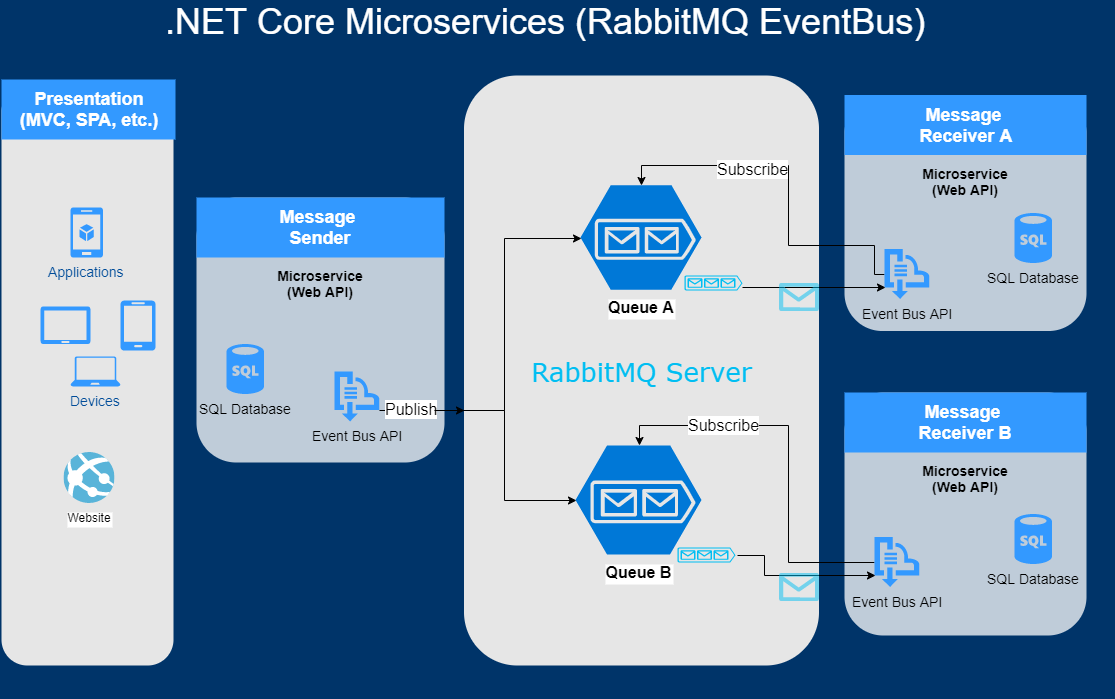 .NET Core Microservices (RabbitMQ EventBus)
Presentation
(MVC, SPA, etc.)
Applications
Devices
Website
Message
Sender
Microservice
(Web API)
SQL
SQL Database
Event Bus API
Publish
Subscribe
Queue A
RabbitMQ Server
Subscribe
Queue B
Message
Receiver A
Microservice
(Web API)
SQL
SQL Database
Event Bus API
Message
Receiver B
Microservice
(Web API)
SQL
SQL Database
Event Bus API